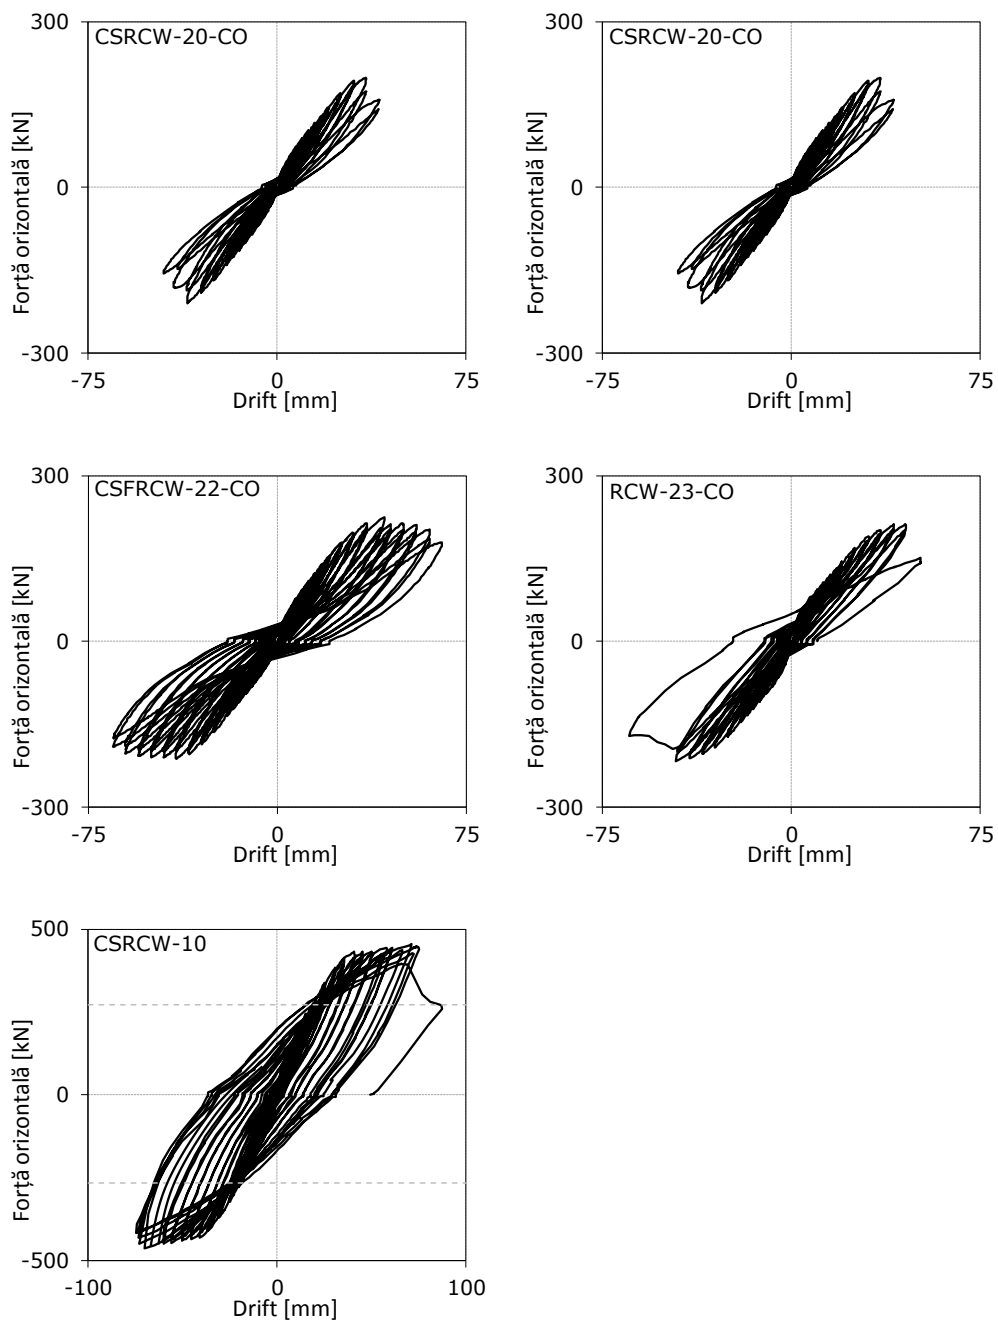 CSRCW-20-CO
300
0
-300
-75
0
75
Forță orizontală [kN]
Drift [mm]
CSRCW-20-CO
300
0
-300
-75
0
75
Forță orizontală [kN]
Drift [mm]
CSFRCW-22-CO
300
0
-300
-75
0
75
Forță orizontală [kN]
Drift [mm]
RCW-23-CO
300
0
-300
-75
0
75
Forță orizontală [kN]
Drift [mm]
CSRCW-10
500
0
-500
-100
0
100
Forță orizontală [kN]
Drift [mm]